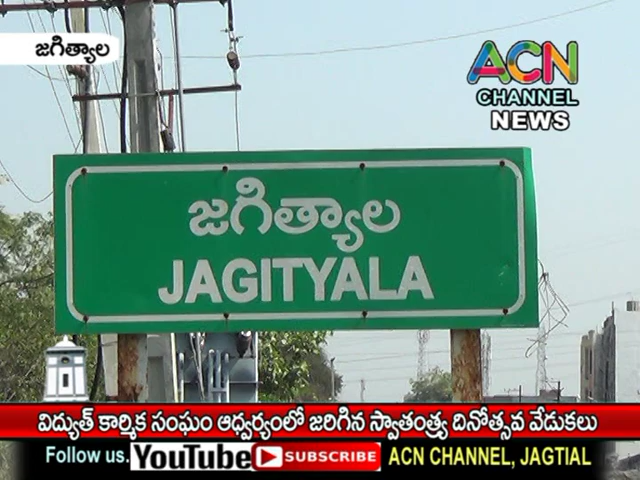 జగిత్యాల
ACN
CHANNEL
NEWS
జగిత్యాల
JAGITYALA
విద్యుత్ కార్మిక సంఘం ఆధ్వర్యంలో జరిగిన స్వాతంత్ర్య దినోత్సవ వేడుకలు
Follow us. YouTube SUBSCRIBE ACN CHANNEL, JAGTIAL